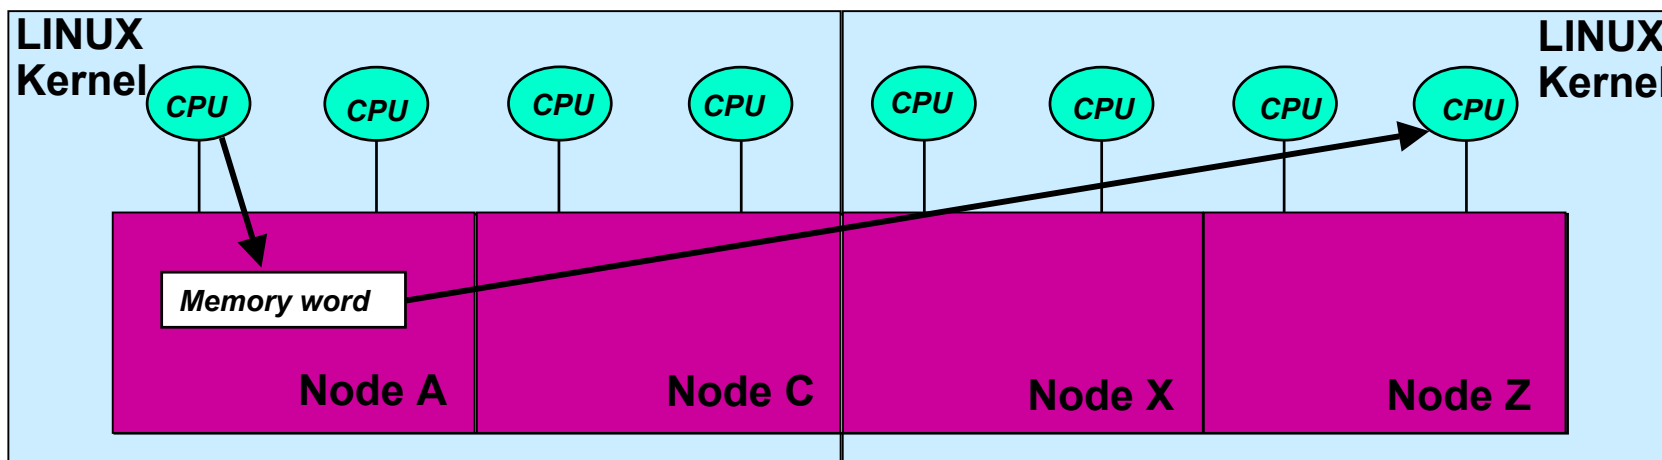 LINUX
Kernel
LINUX
Kernel
CPU
CPU
CPU
CPU
CPU
CPU
CPU
CPU
Memory word
Node A
Node C
Node X
Node Z